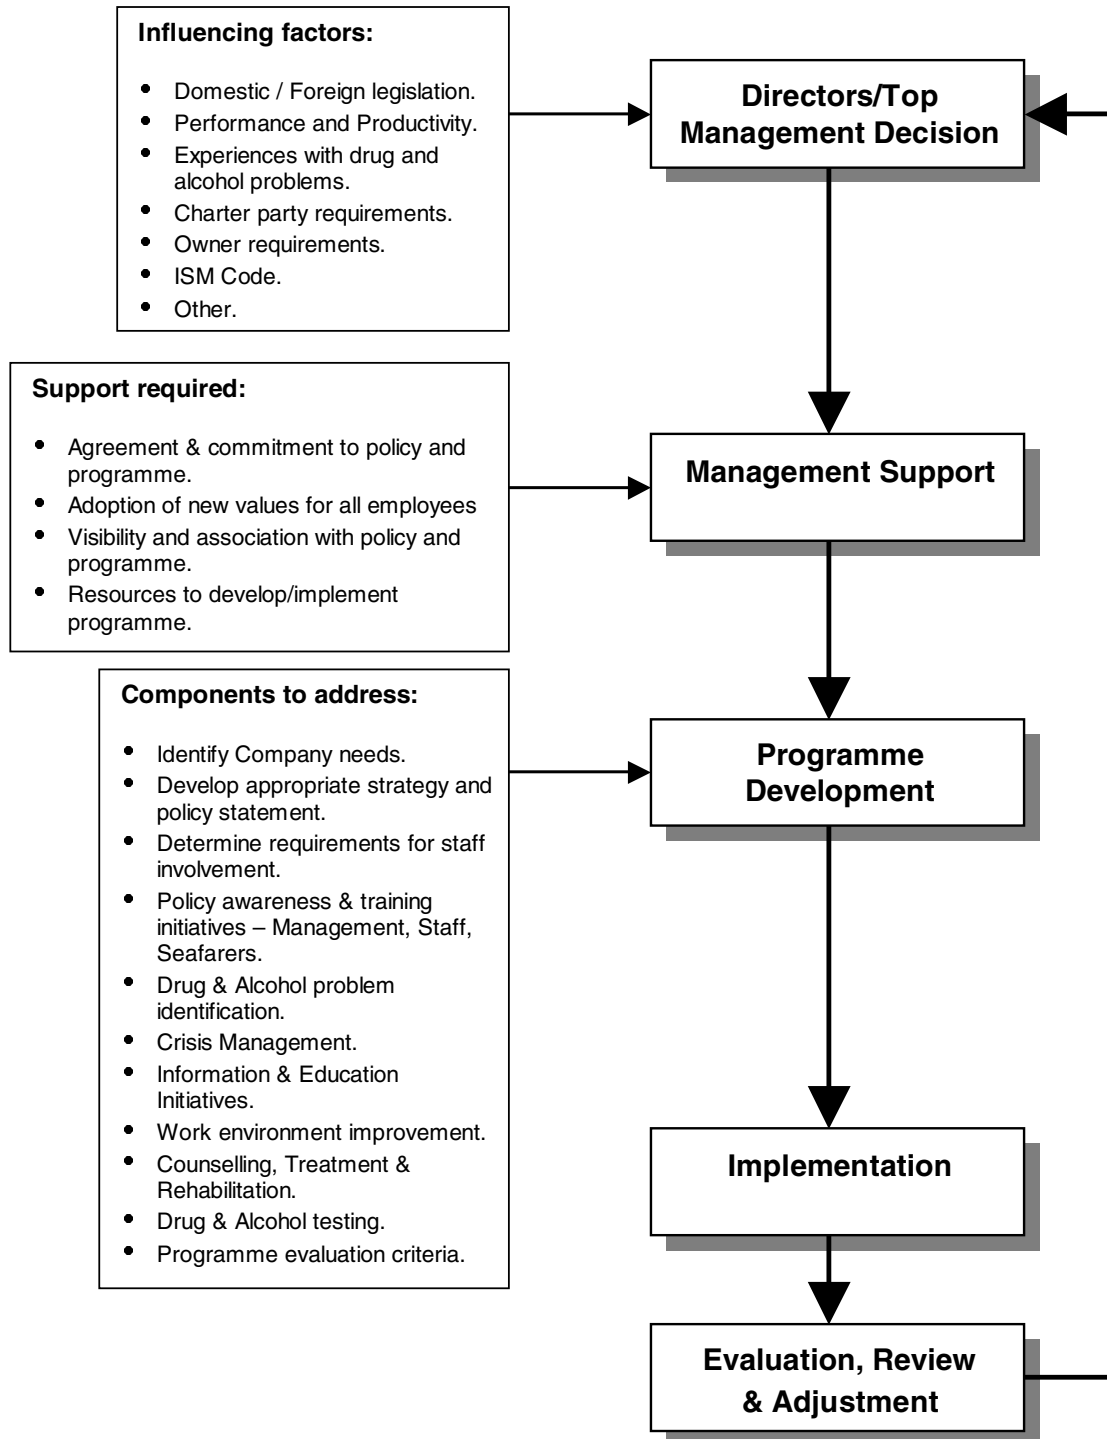 Influencing factors:
• Domestic / Foreign legislation.
• Performance and Productivity.
• Experiences with drug and
alcohol problems.
• Charter party requirements.
• Owner requirements.
• ISM Code.
• Other.
Directors/Top
Management Decision
Support required:
• Agreement & commitment to policy and
programme.
• Adoption of new values for all employees
• Visibility and association with policy and
programme.
• Resources to develop/implement
programme.
Management Support
Components to address:
• Identify Company needs.
• Develop appropriate strategy and
policy statement.
• Determine requirements for staff
involvement.
• Policy awareness & training
initiatives – Management, Staff,
Seafarers.
• Drug & Alcohol problem
identification.
• Crisis Management.
• Information & Education
Initiatives.
• Work environment improvement.
• Counselling, Treatment &
Rehabilitation.
• Drug & Alcohol testing.
• Programme evaluation criteria.
Programme
Development
Implementation
Evaluation, Review
& Adjustment